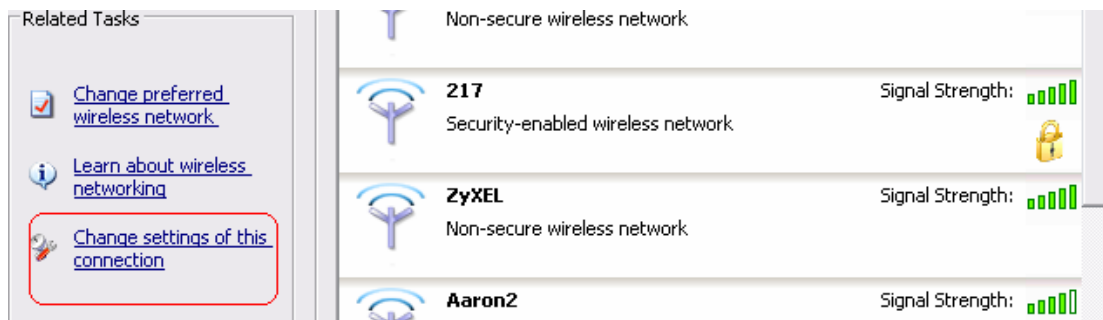 Related Tasks
Change preferred
wireless network
Learn about wireless
networking
Change settings of this
connection
Non-secure wireless network
217
Signal Strength:
Security-enabled wireless network
ZyXEL
Signal Strength:
Non-secure wireless network
Aaron2
Signal Strength: